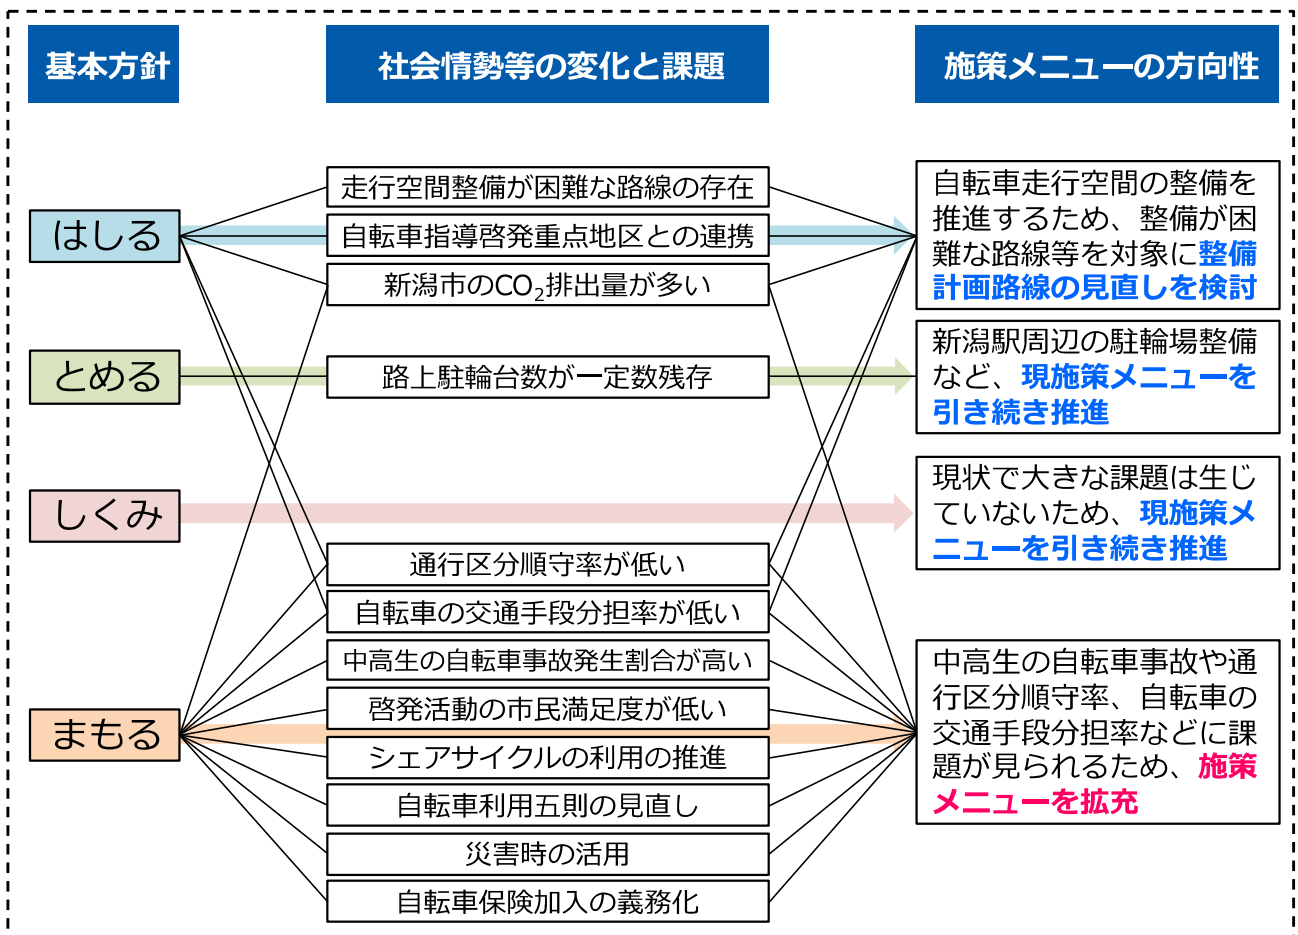 基本方針
社会情勢等の変化と課題
施策メニューの方向性
はしる
とめる
しくみ
まもる
走行空間整備が困難な路線の存在
自転車指導啓発重点地区との連携
新潟市のCO₂排出量が多い
路上駐輪台数が一定数残存
通行区分順守率が低い
自転車の交通手段分担率が低い
中高生の自転車事故発生割合が高い
啓発活動の市民満足度が低い
シェアサイクルの利用の推進
自転車利用五則の見直し
災害時の活用
自転車保険加入の義務化
自転車走行空間の整備を
推進するため、整備が困
難な路線等を対象に整備
計画路線の見直しを検討
新潟駅周辺の駐輪場整備
など、現施策メニューを
引き続き推進
現状で大きな課題は生じ
ていないため、現施策メ
ニューを引き続き推進
中高生の自転車事故や通
行区分順守率、自転車の
交通手段分担率などに課
題が見られるため、施策
メニューを拡充